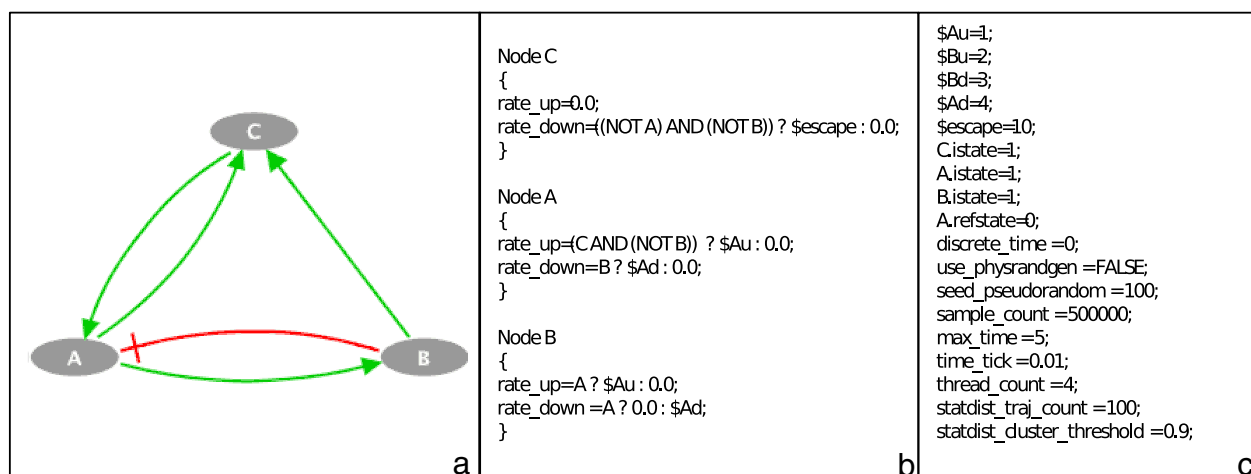 C
A
B
a
Node C
{
rate_up=0.0;
rate_down=((NOT A) AND (NOT B)) ? $escape : 0.0;
}
Node A
{
rate_up=(C AND (NOT B)) ? $Au : 0.0;
rate_down= B ? $Ad : 0.0;
}
Node B
{
rate_up= A ? $Au : 0.0;
rate_down = A ? 0.0 : $Ad;
}
b
$Au=1;
$Bu=2;
$Bd=3;
$Ad=4;
$escape=10;
C.istate=1;
A.istate=1;
B.istate=1;
A.refstate=0;
discrete_time = 0;
use_physrandgen = FALSE;
seed_pseudorandom = 100;
sample_count = 500000;
max_time = 5;
time_tick = 0.01;
thread_count = 4;
statdist_traj_count = 100;
statdist_cluster_threshold = 0.9;
c